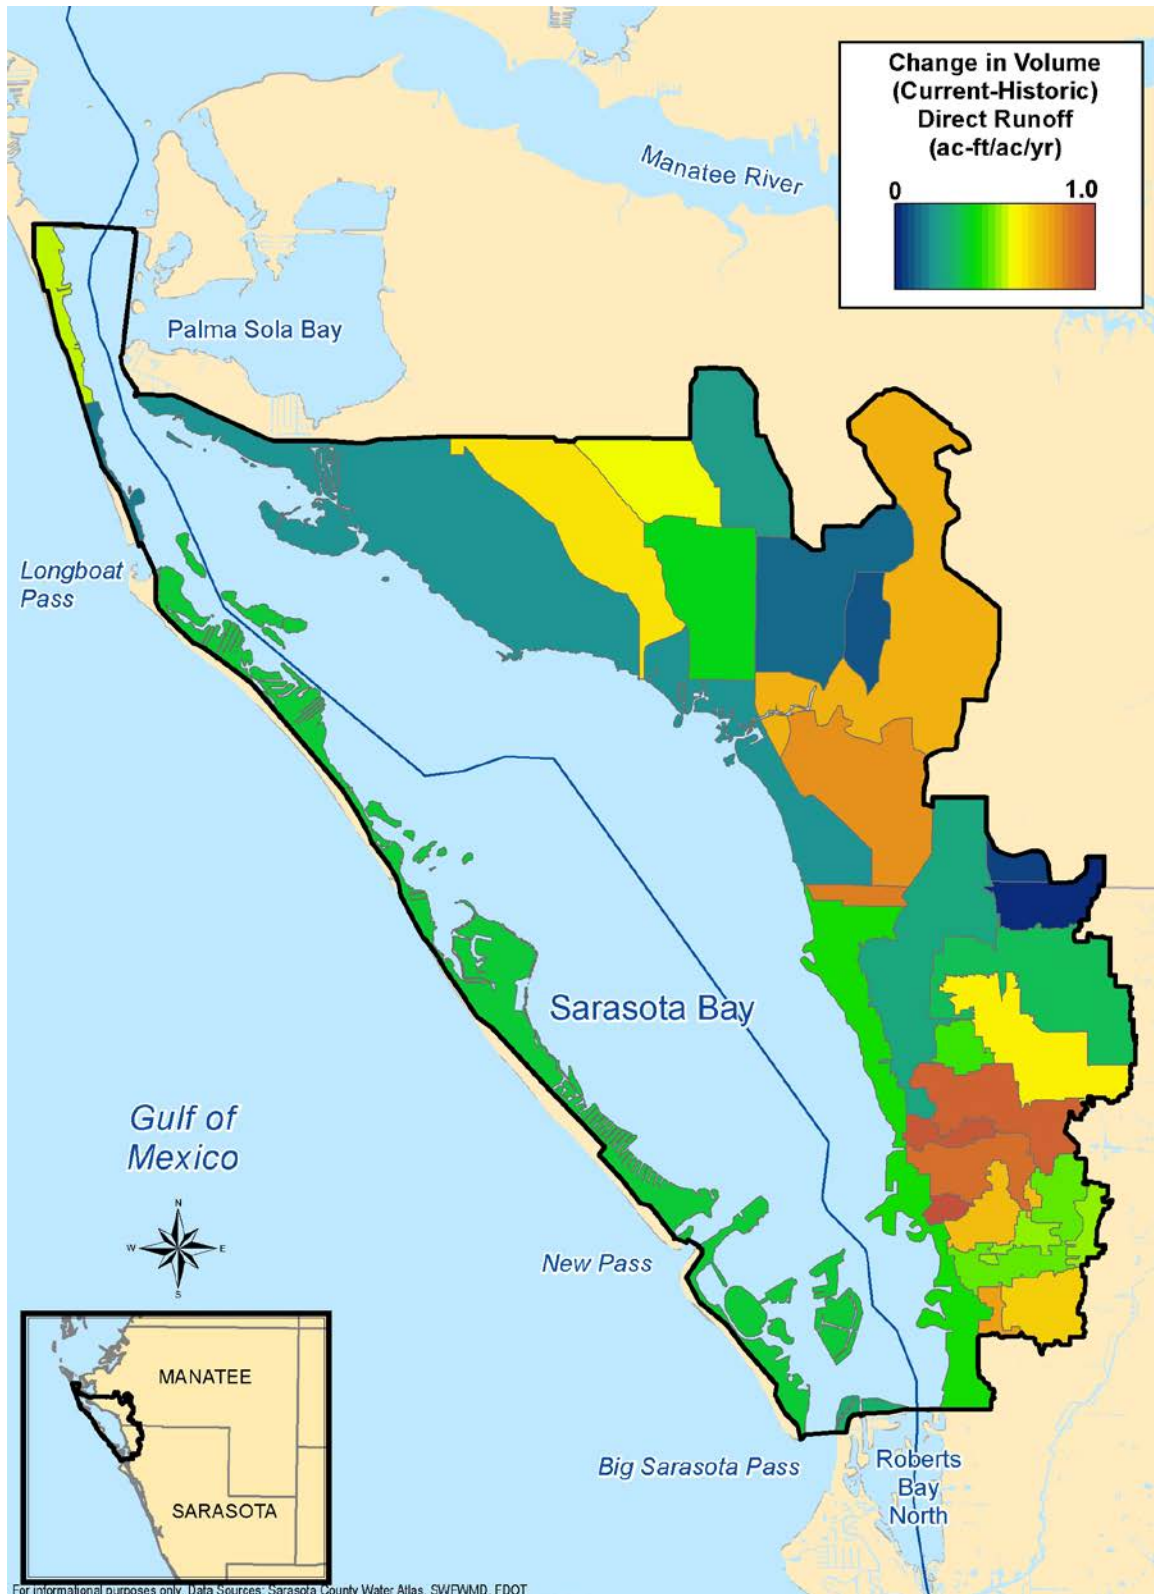 Change in Volume
(Current-Historic)
Direct Runoff
(ac-ft/ac/yr)
0 1.0
Manatee River
Palma Sola Bay
Longboat
Pass
Sarasota Bay
Gulf of
Mexico
N
W E
S
New Pass
MANATEE
SARASOTA
Big Sarasota Pass
Roberts
Bay
North
For informational purposes only. Data Sources: Sarasota County Water Atlas, SWFWMD, FDOT